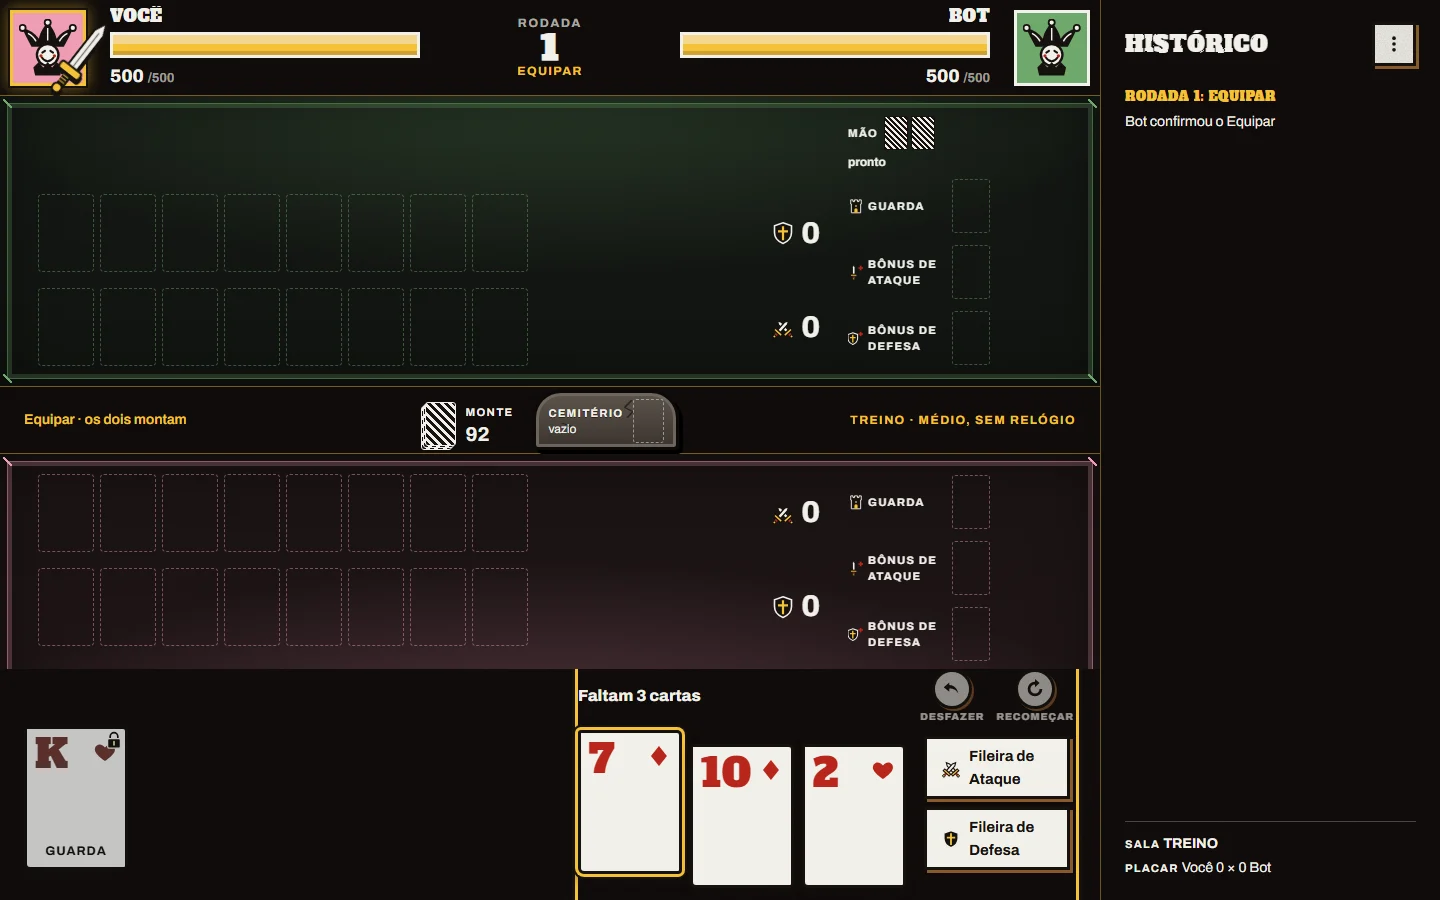 VOCÊ
500 /500
RODADA
1
EQUIPAR
BOT
500 /500
HISTÓRICO
RODADA 1: EQUIPAR
Bot confirmou o Equipar
MÃO
pronto
GUARDA
0
BÔNUS DE
ATAQUE
0
BÔNUS DE
DEFESA
Equipar · os dois montam
MONTE
92
CEMITÉRIO
vazio
TREINO · MÉDIO, SEM RELÓGIO
0
GUARDA
BÔNUS DE
ATAQUE
0
BÔNUS DE
DEFESA
Faltam 3 cartas
DESFAZER
RECOMEÇAR
K
GUARDA
7
10
2
Fileira de
Ataque
Fileira de
Defesa
SALA TREINO
PLACAR Você 0 × 0 Bot